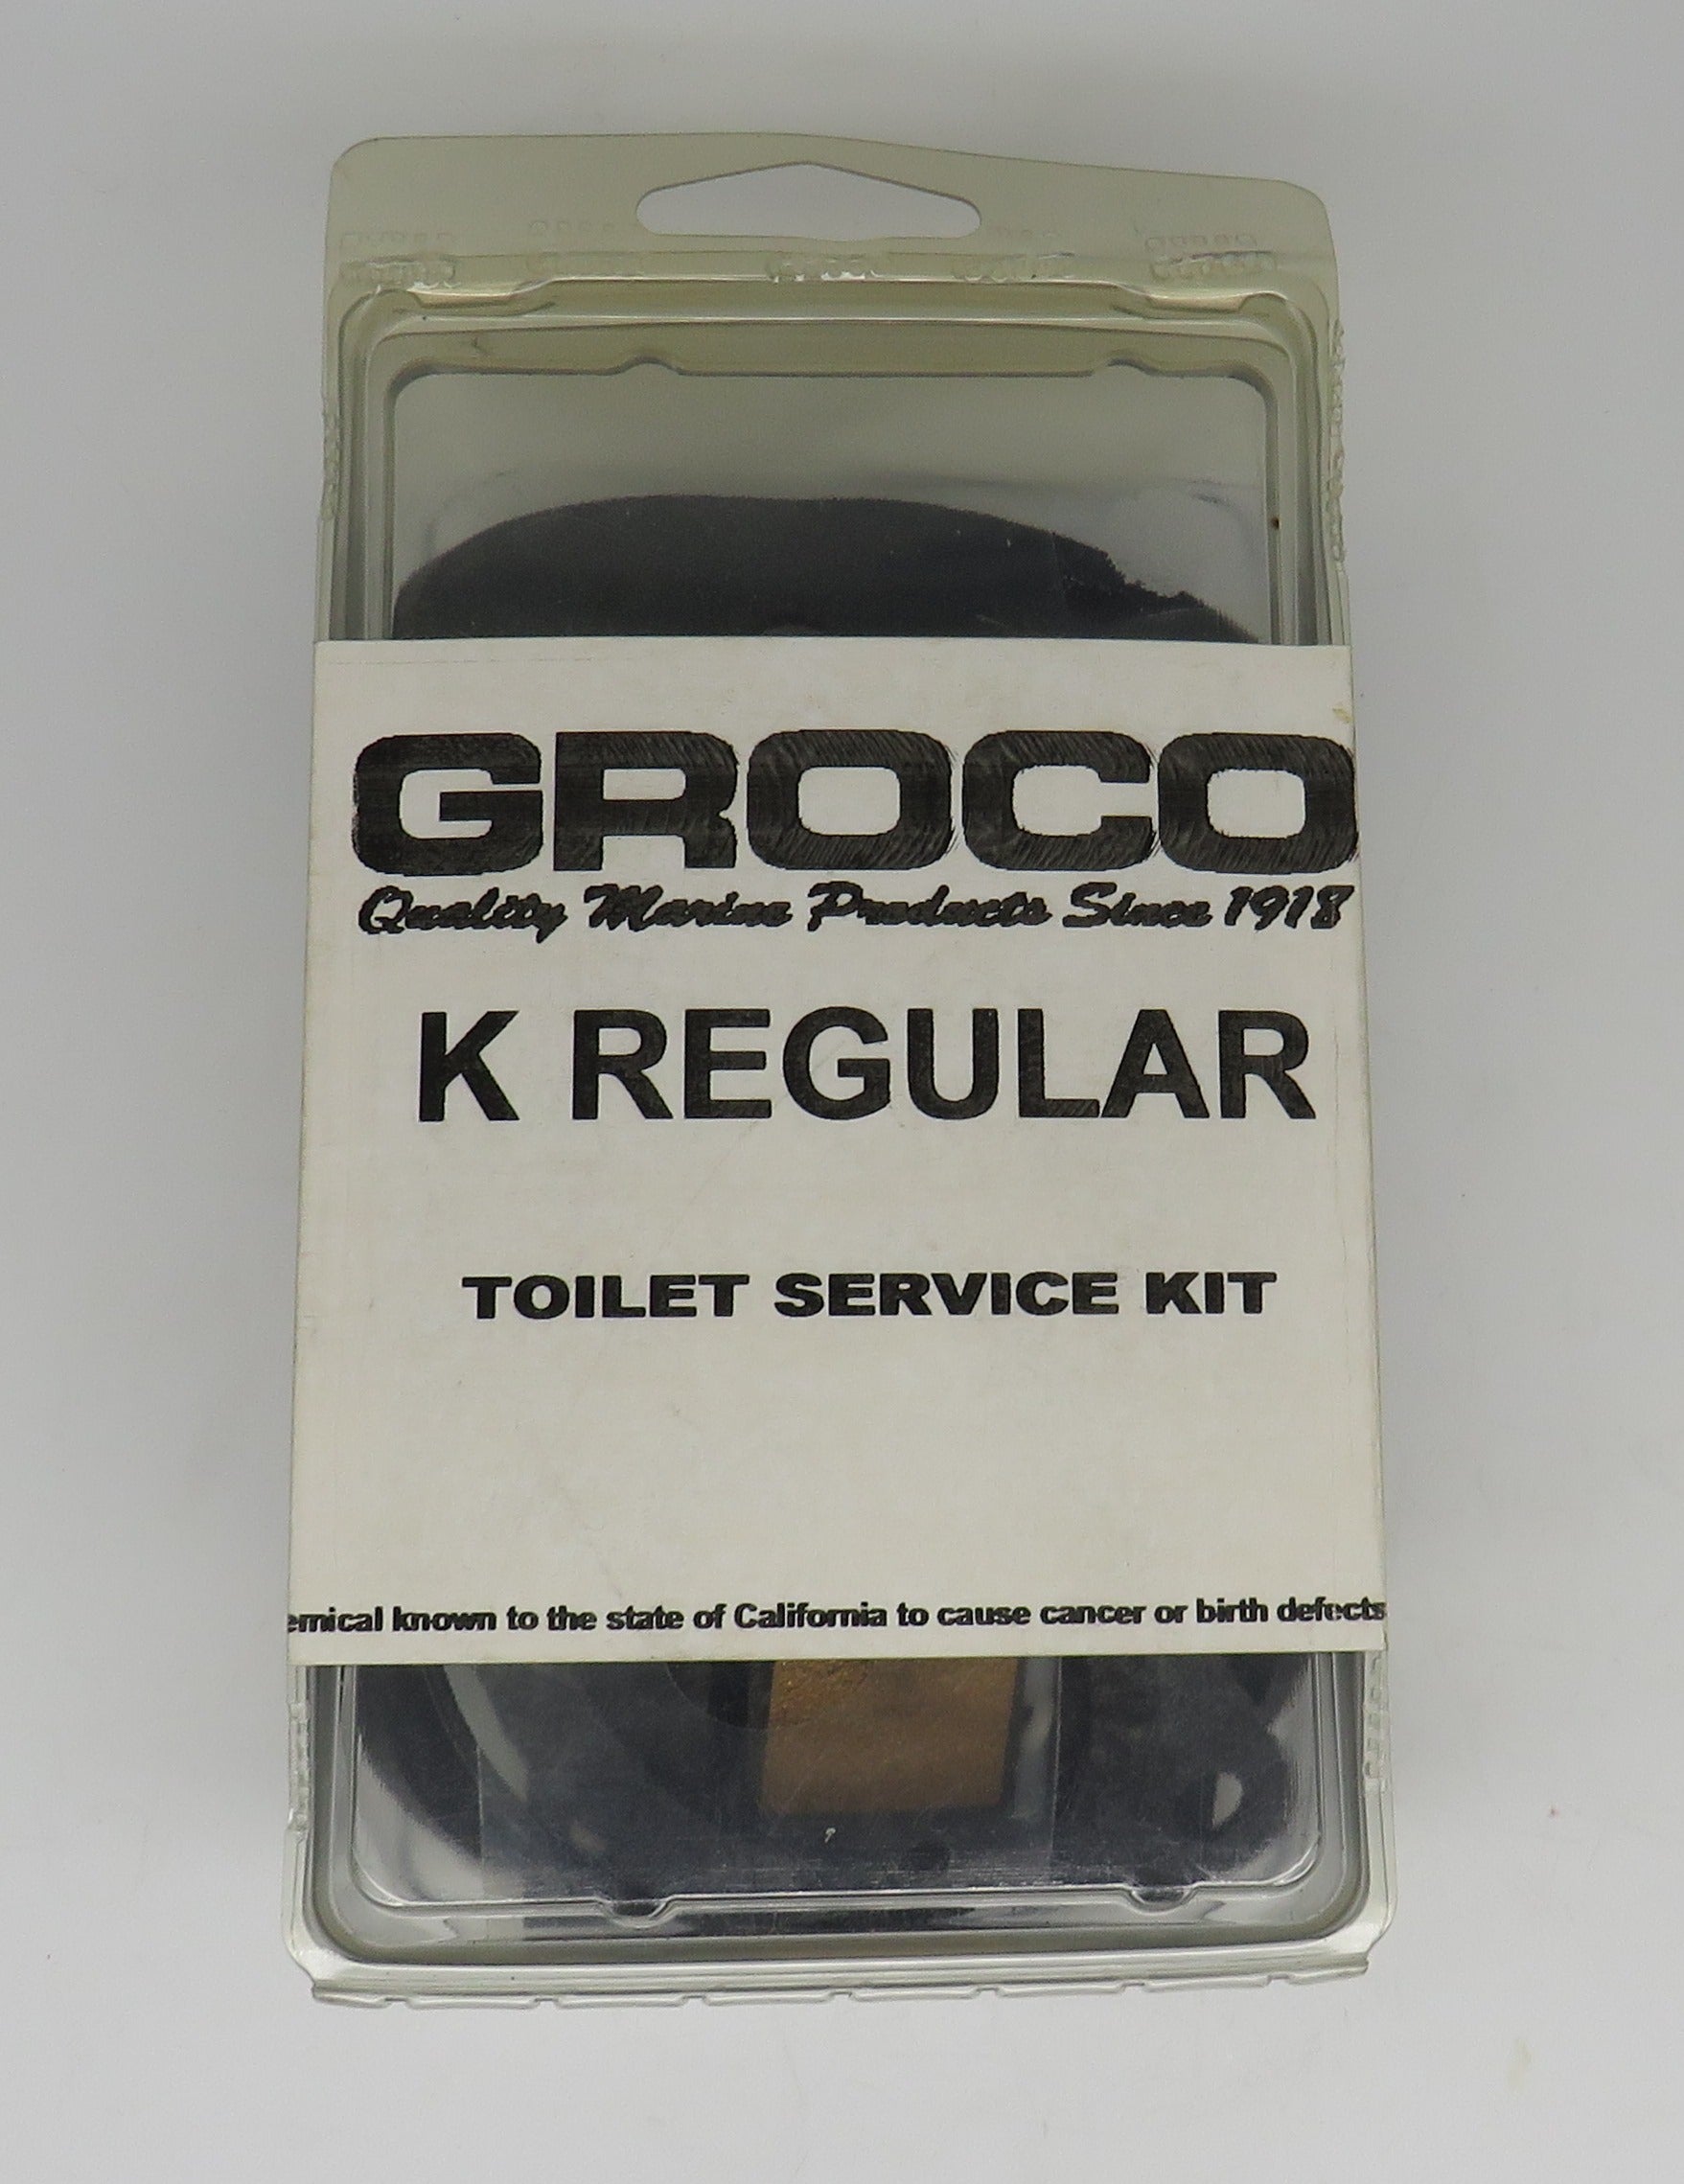 GROCO
Quality Marine Products Since 1918
K REGULAR
TOILET SERVICE KIT
emical known to the state of California to cause cancer or birth defects